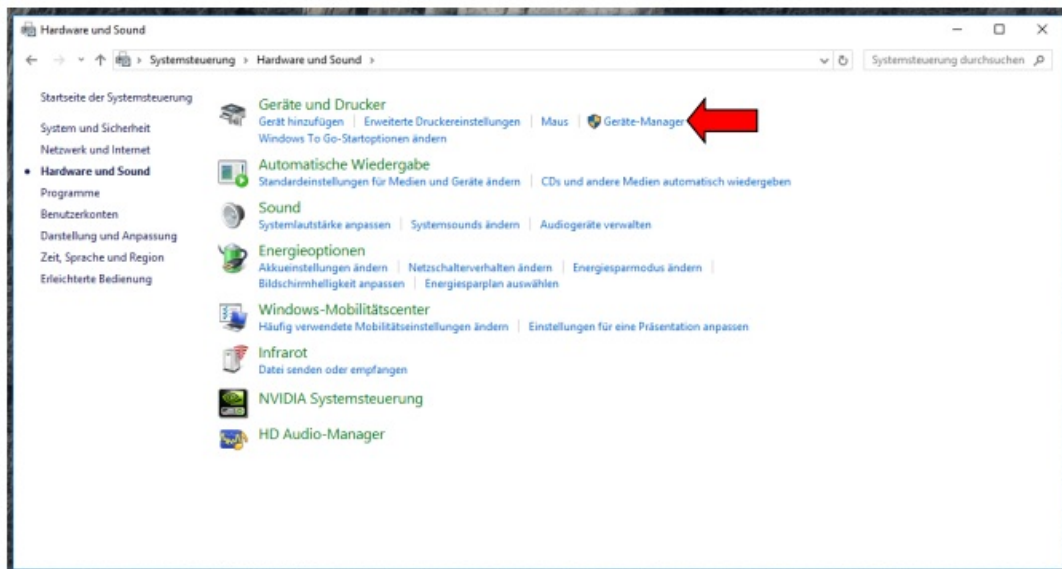 Hardware und Sound
Systemsteuerung › Hardware und Sound ›
Systemsteuerung durchsuchen
Startseite der Systemsteuerung
System und Sicherheit
Netzwerk und Internet
Hardware und Sound
Programme
Benutzerkonten
Darstellung und Anpassung
Zeit, Sprache und Region
Erleichterte Bedienung
Geräte und Drucker
Gerät hinzufügen | Erweiterte Druckereinstellungen | Maus | Geräte-Manager
Windows To Go-Startoptionen ändern
Automatische Wiedergabe
Standardeinstellungen für Medien und Geräte ändern | CDs und andere Medien automatisch wiedergeben
Sound
Systemlautstärke anpassen | Systemsounds ändern | Audiogeräte verwalten
Energieoptionen
Akkueinstellungen ändern | Netzschalterverhalten ändern | Energiesparmodus ändern |
Bildschirmhelligkeit anpassen | Energiesparplan auswählen
Windows-Mobilitätscenter
Häufig verwendete Mobilitätseinstellungen ändern | Einstellungen für eine Präsentation anpassen
Infrarot
Datei senden oder empfangen
NVIDIA Systemsteuerung
HD Audio-Manager